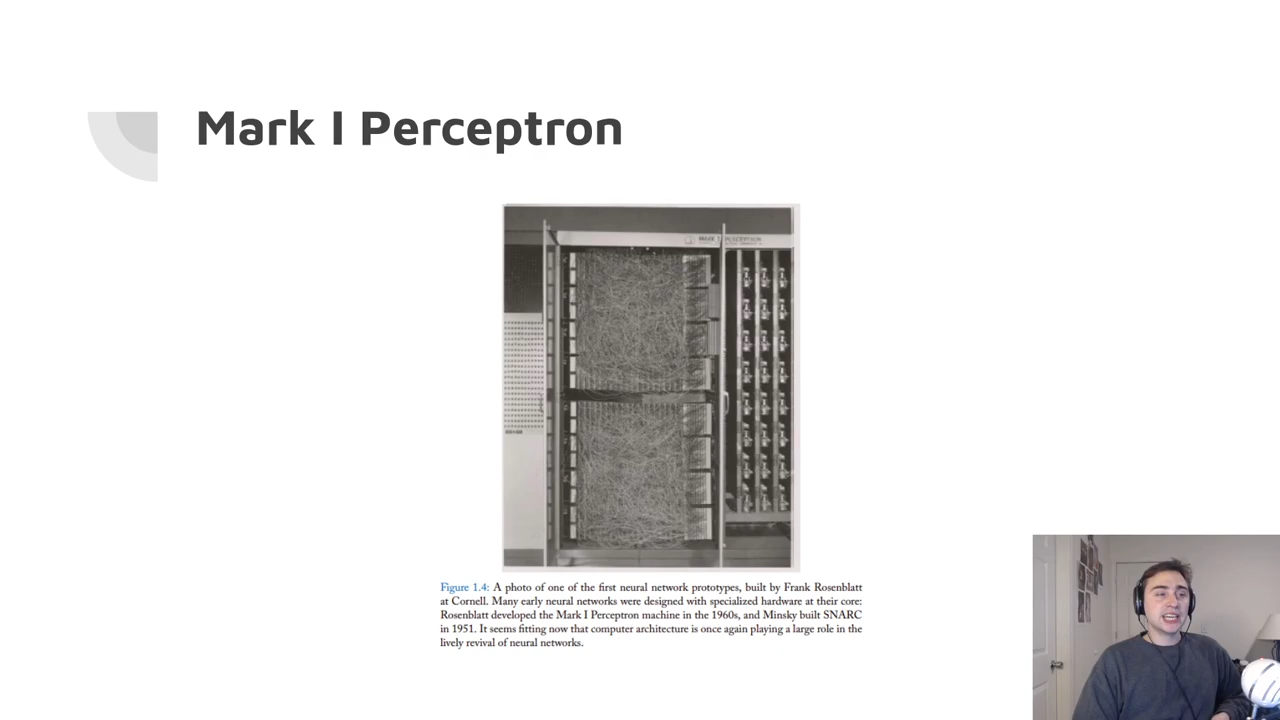 Mark I Perceptron
MARK I PERCEPTRON
Figure 1.4: A photo of one of the first neural network prototypes, built by Frank Rosenblatt
at Cornell. Many early neural networks were designed with specialized hardware at their core:
Rosenblatt developed the Mark I Perceptron machine in the 1960s, and Minsky built SNARC
in 1951. It seems fitting now that computer architecture is once again playing a large role in the
lively revival of neural networks.